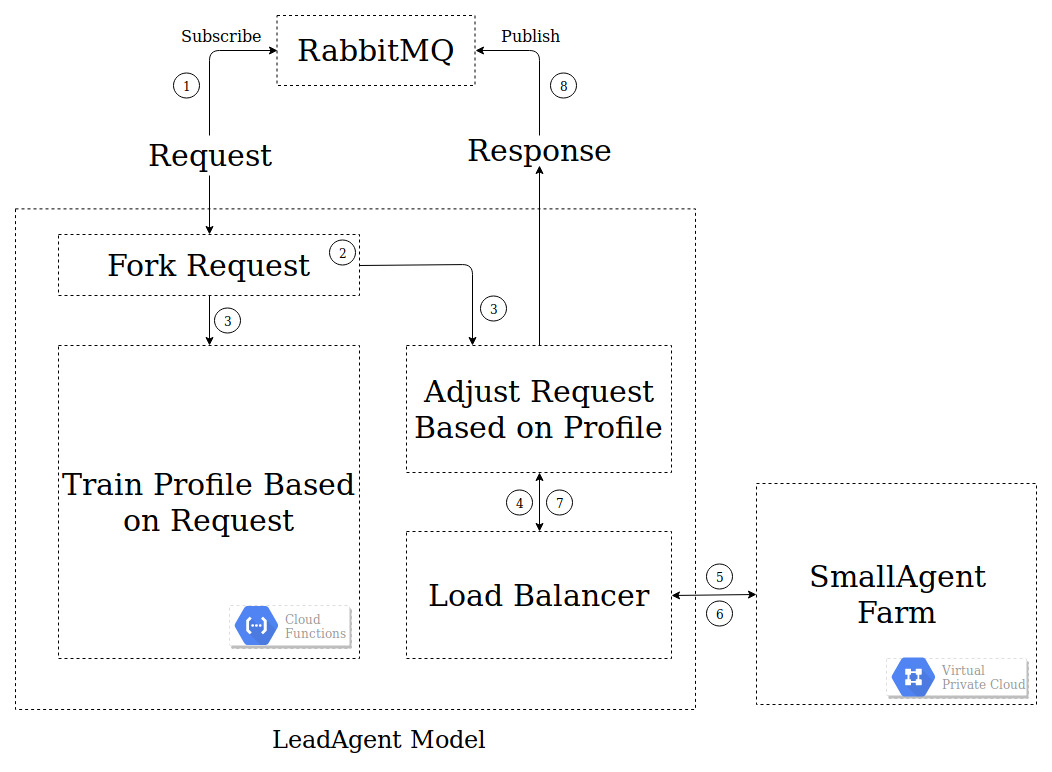 Subscribe
RabbitMQ
Publish
1
8
Request
Response
Fork Request
2
3
3
Adjust Request
Based on Profile
Train Profile Based
on Request
4
7
Load Balancer
5
6
SmallAgent
Farm
Cloud
Functions
Virtual
Private Cloud
LeadAgent Model